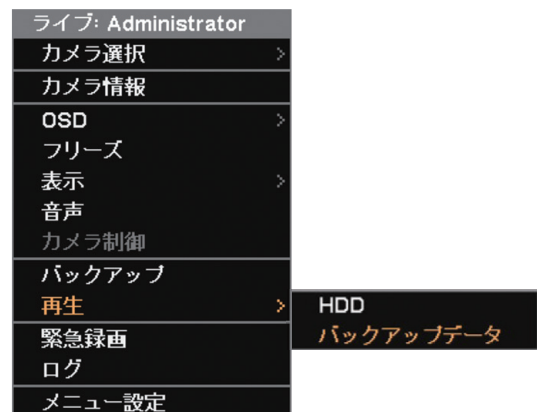 ライブ: Administrator
カメラ選択 >
カメラ情報
OSD >
フリーズ
表示 >
音声
カメラ制御
バックアップ
再生 >
HDD
バックアップデータ
緊急録画
ログ
メニュー設定